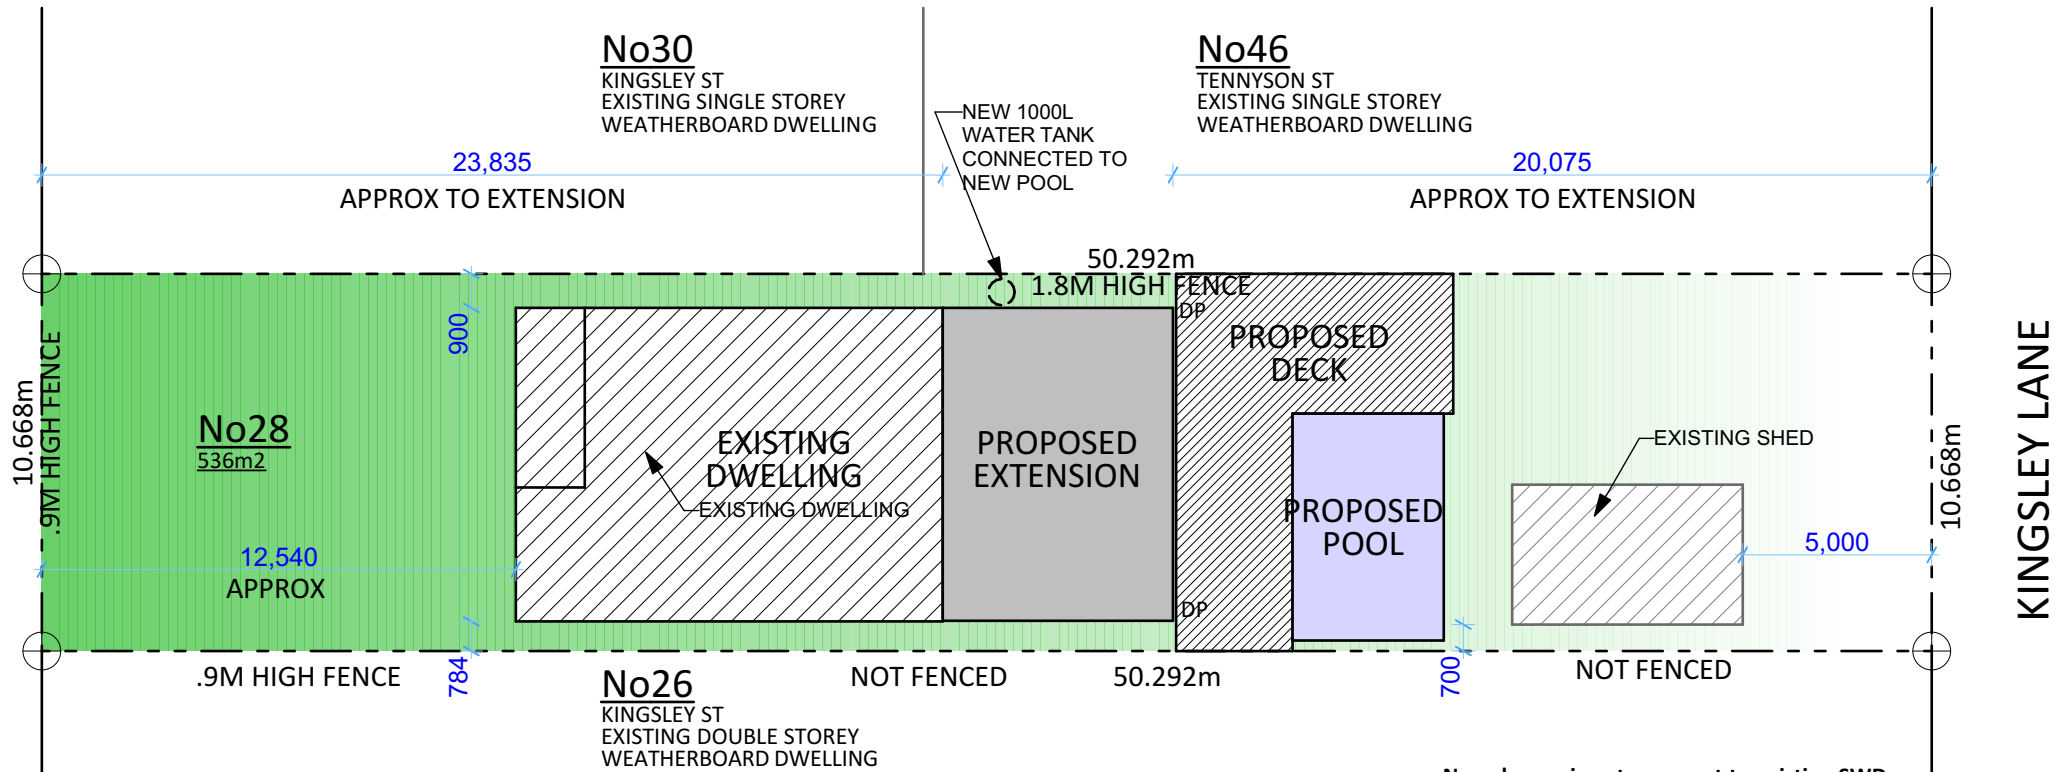 No30
KINGSLEY ST
EXISTING SINGLE STOREY
WEATHERBOARD DWELLING
No46
TENNYSON ST
EXISTING SINGLE STOREY
WEATHERBOARD DWELLING
NEW 1000L
WATER TANK
CONNECTED TO
NEW POOL
23,835
APPROX TO EXTENSION
20,075
APPROX TO EXTENSION
50.292m
1.8M HIGH FENCE
DP
900
PROPOSED
DECK
10.668m
.9M HIGH FENCE
No28
536m2
EXISTING
DWELLING
EXISTING DWELLING
PROPOSED
EXTENSION
PROPOSED
POOL
EXISTING SHED
10.668m
KINGSLEY LANE
12,540
APPROX
5,000
DP
.9M HIGH FENCE
784
No26
KINGSLEY ST
EXISTING DOUBLE STOREY
WEATHERBOARD DWELLING
NOT FENCED
50.292m
700
NOT FENCED